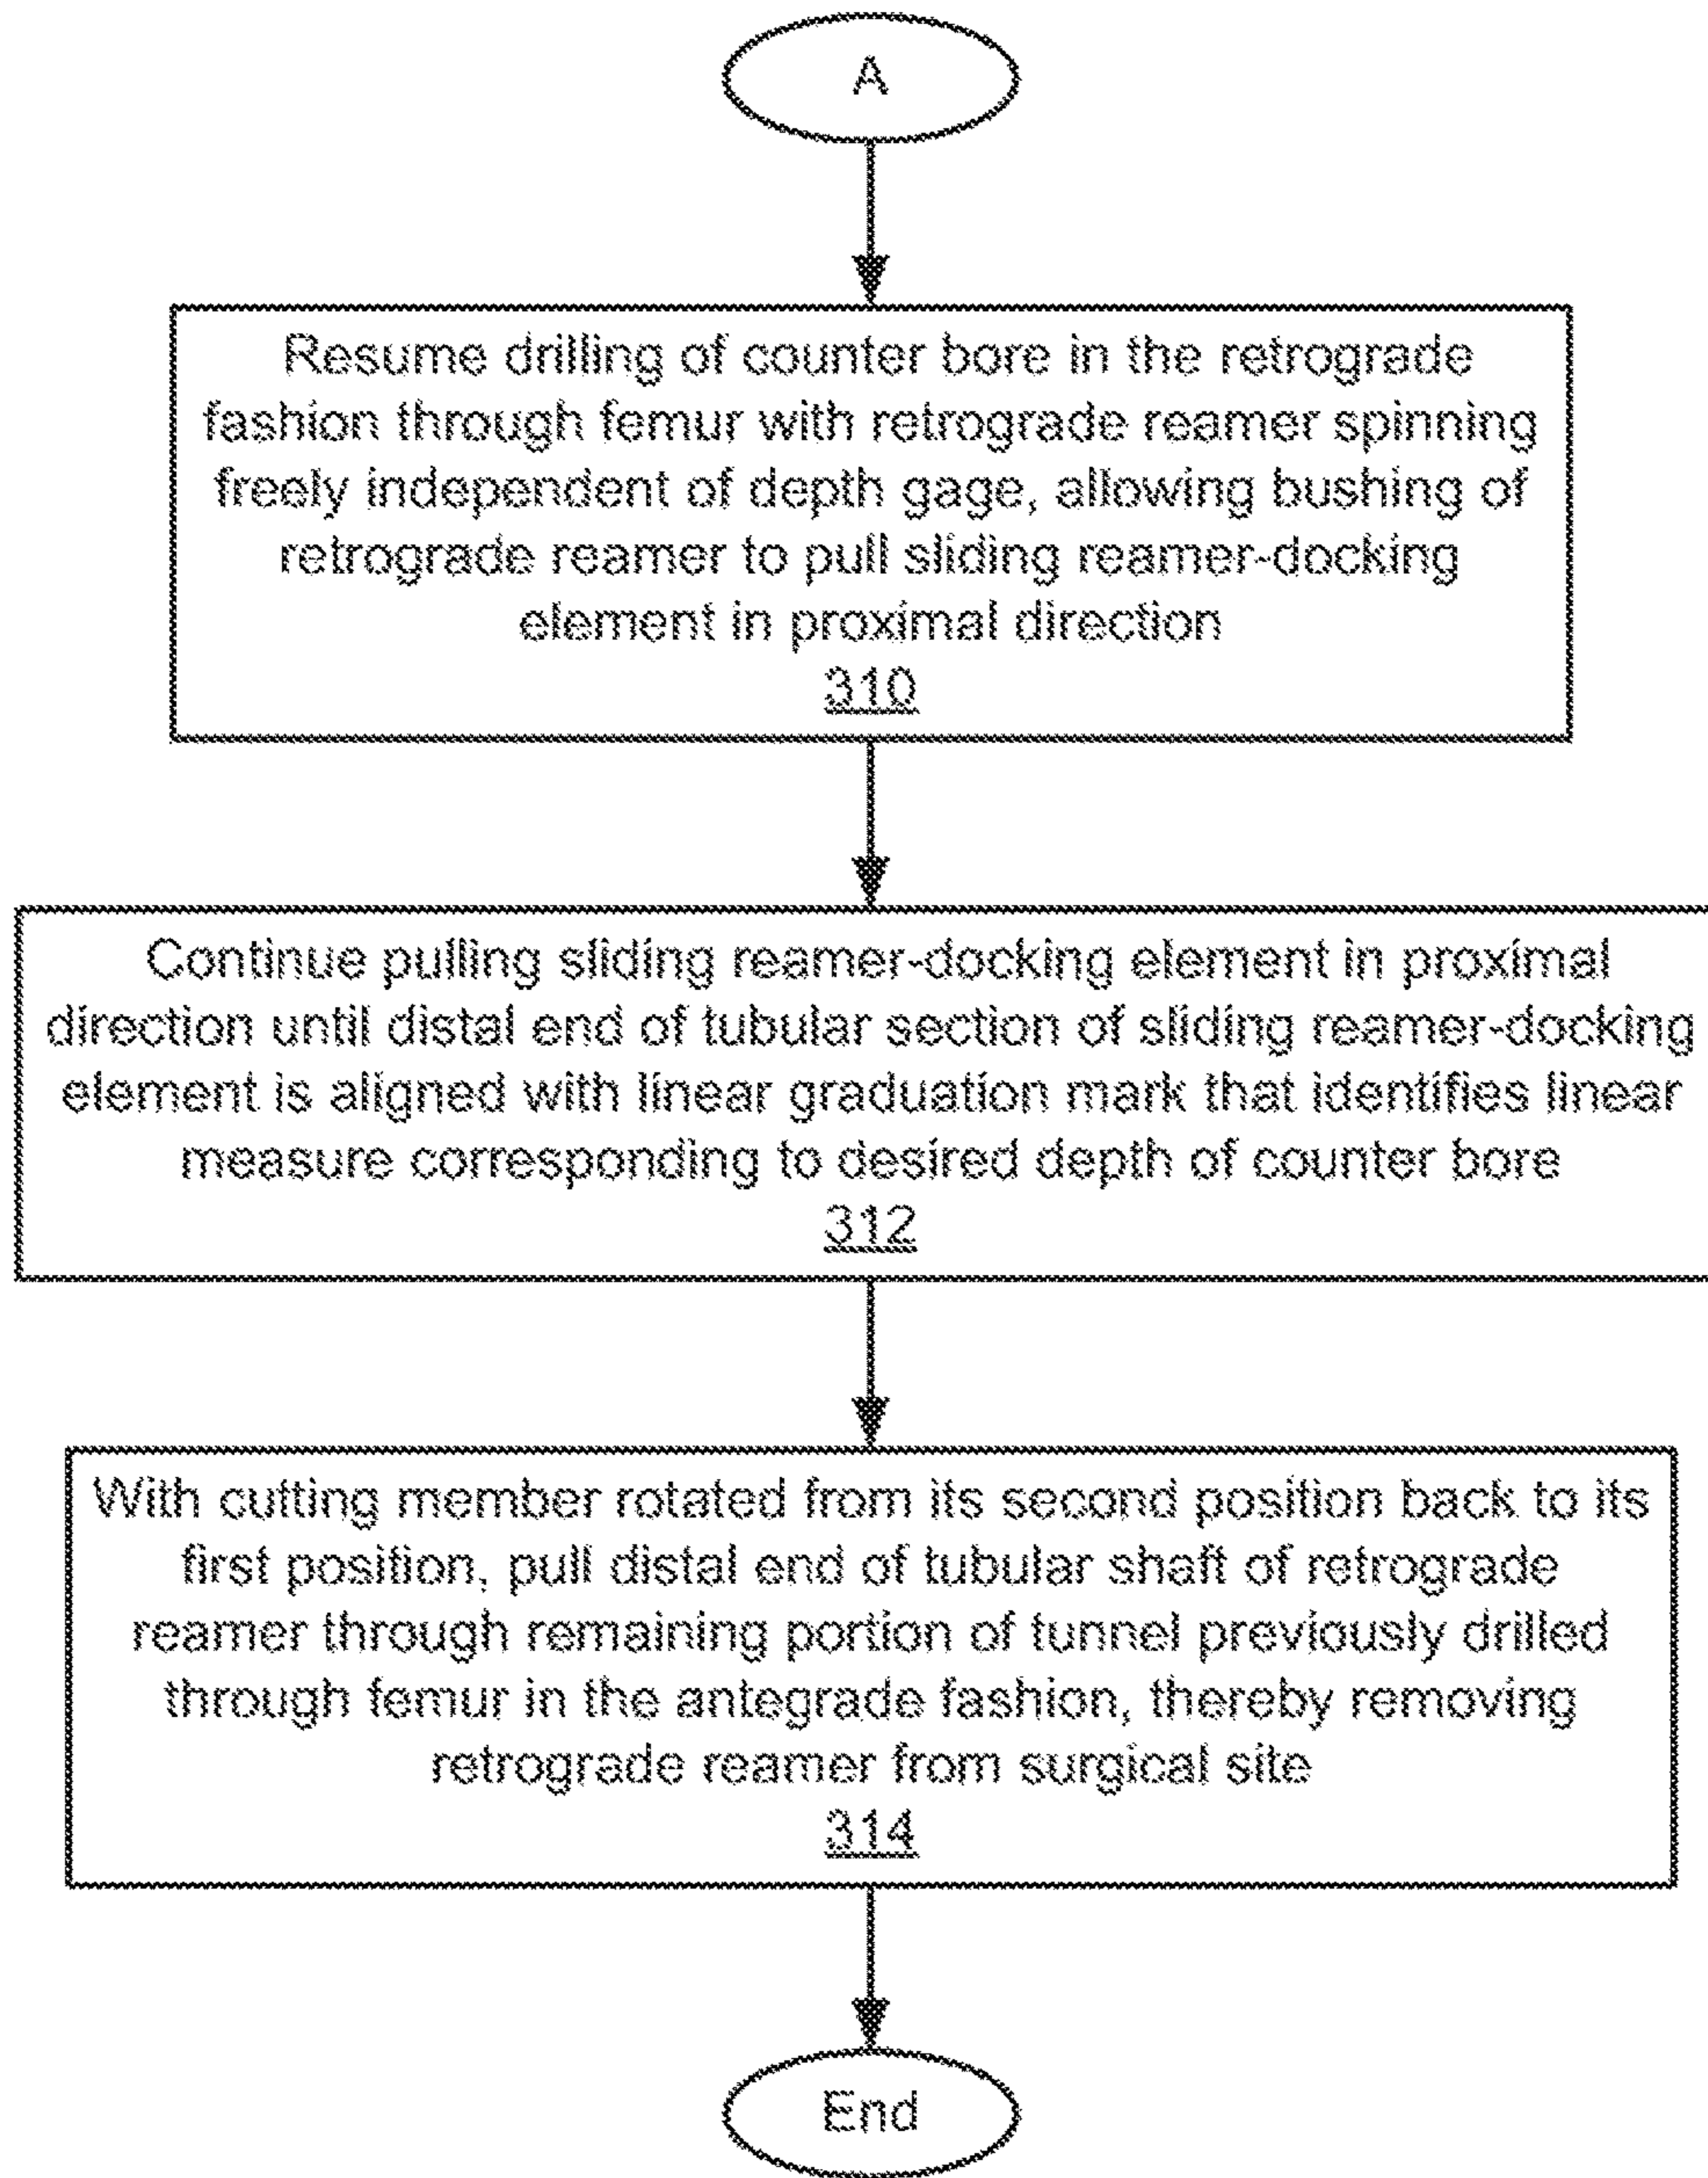 A
Resume drilling of counter bore in the retrograde
fashion through femur with retrograde reamer spinning
freely independent of depth gage, allowing bushing of
retrograde reamer to pull sliding reamer-docking
element in proximal direction
310
Continue pulling sliding reamer-docking element in proximal
direction until distal end of tubular section of sliding reamer-docking
element is aligned with linear graduation mark that identifies linear
measure corresponding to desired depth of counter bore
312
With cutting member rotated from its second position back to its
first position, pull distal end of tubular shaft of retrograde
reamer through remaining portion of tunnel previously drilled
through femur in the antegrade fashion, thereby removing
retrograde reamer from surgical site
314
End